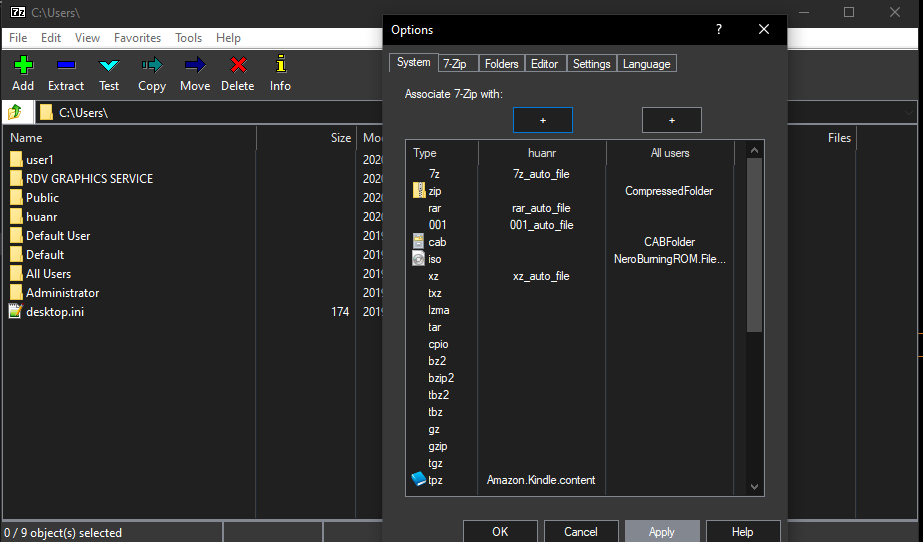 7z C:\Users\
File Edit View Favorites Tools Help
Add Extract Test Copy Move Delete Info
C:\Users\
Name Size Files
user1 2020
RDV GRAPHICS SERVICE 2020
Public 2020
huanr 2020
Default User 2019
Default 2019
All Users 2019
Administrator 2019
desktop.ini 174 2019
0 / 9 object(s) selected
Options ?
System 7-Zip Folders Editor Settings Language
Associate 7-Zip with:
+ +
Type huanr All users
7z 7z_auto_file
zip CompressedFolder
rar rar_auto_file
001 001_auto_file
cab CABFolder
iso NeroBurningROM.File...
xz xz_auto_file
txz
lzma
tar
cpio
bz2
bzip2
tbz2
tbz
gz
gzip
tgz
tpz Amazon.Kindle.content
OK Cancel Apply Help